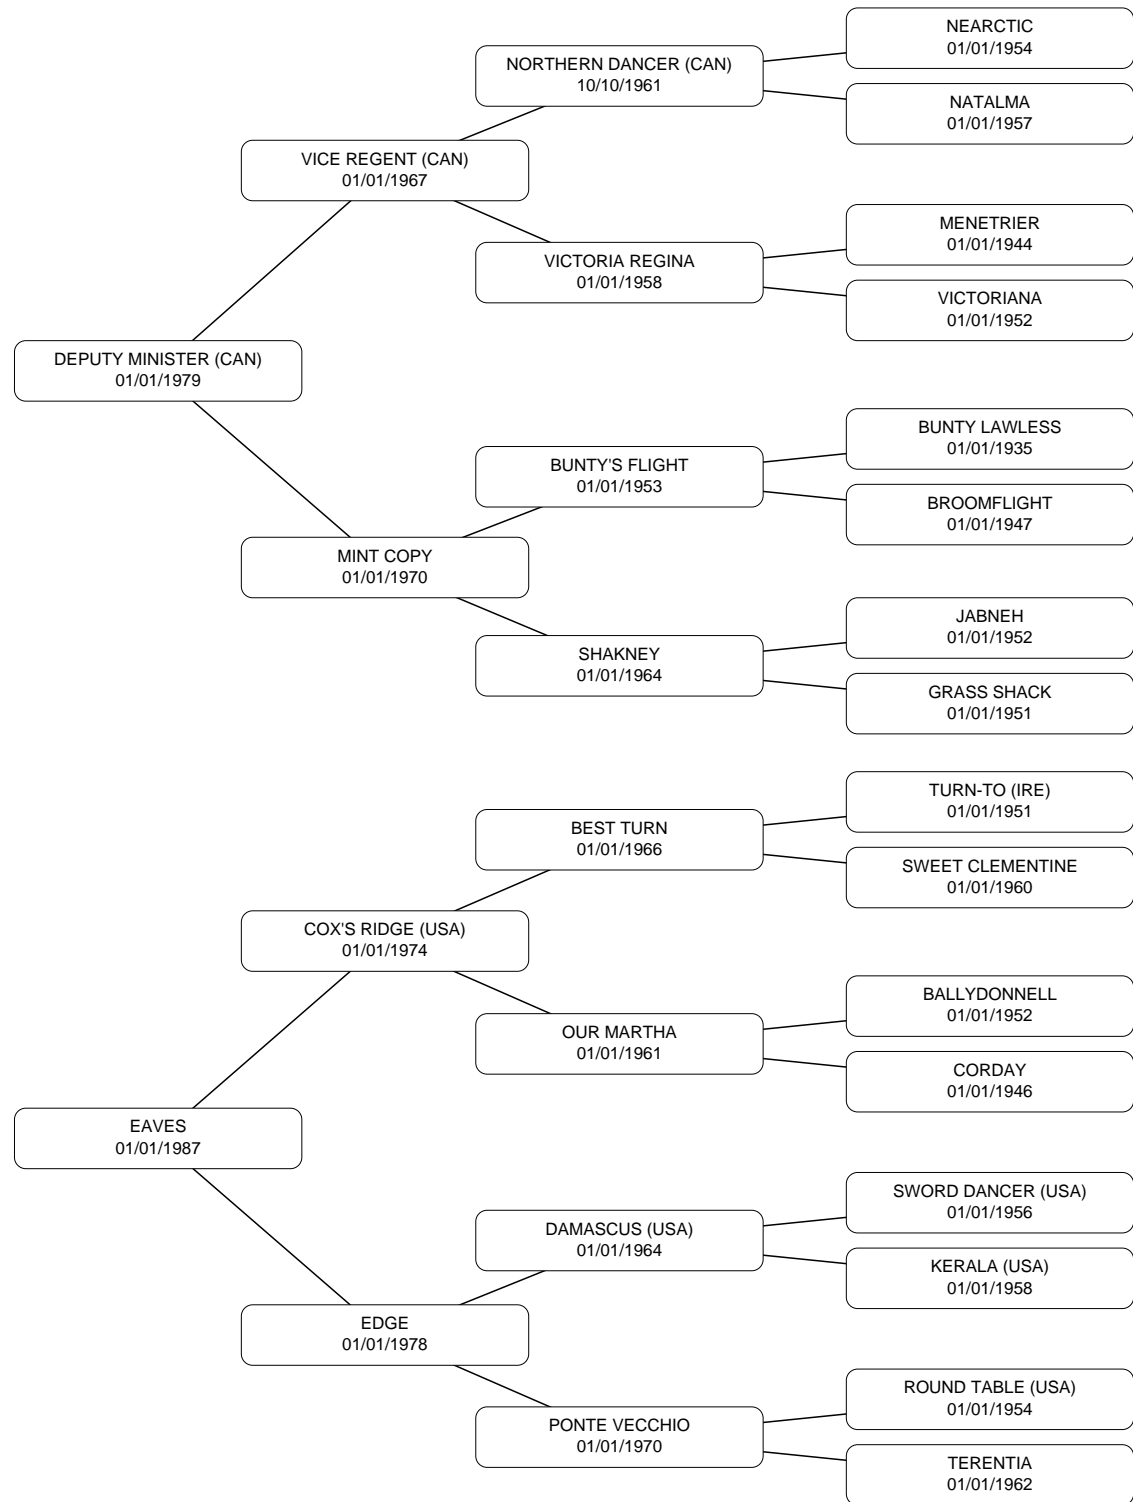 NEARCTIC
01/01/1954
NORTHERN DANCER (CAN)
10/10/1961
NATALMA
01/01/1957
VICE REGENT (CAN)
01/01/1967
MENETRIER
01/01/1944
VICTORIA REGINA
01/01/1958
VICTORIANA
01/01/1952
DEPUTY MINISTER (CAN)
01/01/1979
BUNTY LAWLESS
01/01/1935
BUNTY'S FLIGHT
01/01/1953
BROOMFLIGHT
01/01/1947
MINT COPY
01/01/1970
JABNEH
01/01/1952
SHAKNEY
01/01/1964
GRASS SHACK
01/01/1951
TURN-TO (IRE)
01/01/1951
BEST TURN
01/01/1966
SWEET CLEMENTINE
01/01/1960
COX'S RIDGE (USA)
01/01/1974
BALLYDONNELL
01/01/1952
OUR MARTHA
01/01/1961
CORDAY
01/01/1946
EAVES
01/01/1987
SWORD DANCER (USA)
01/01/1956
DAMASCUS (USA)
01/01/1964
KERALA (USA)
01/01/1958
EDGE
01/01/1978
ROUND TABLE (USA)
01/01/1954
PONTE VECCHIO
01/01/1970
TERENTIA
01/01/1962